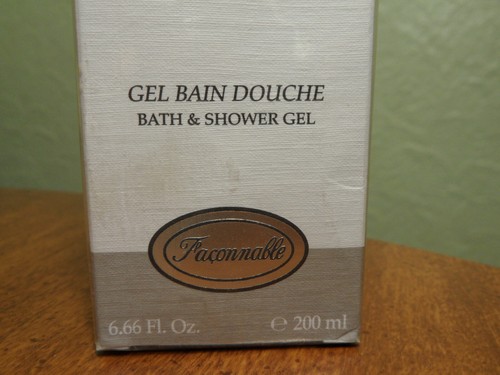 GEL BAIN DOUCHE
BATH & SHOWER GEL
Façonnable
6.66 Fl. Oz. ℮ 200 ml